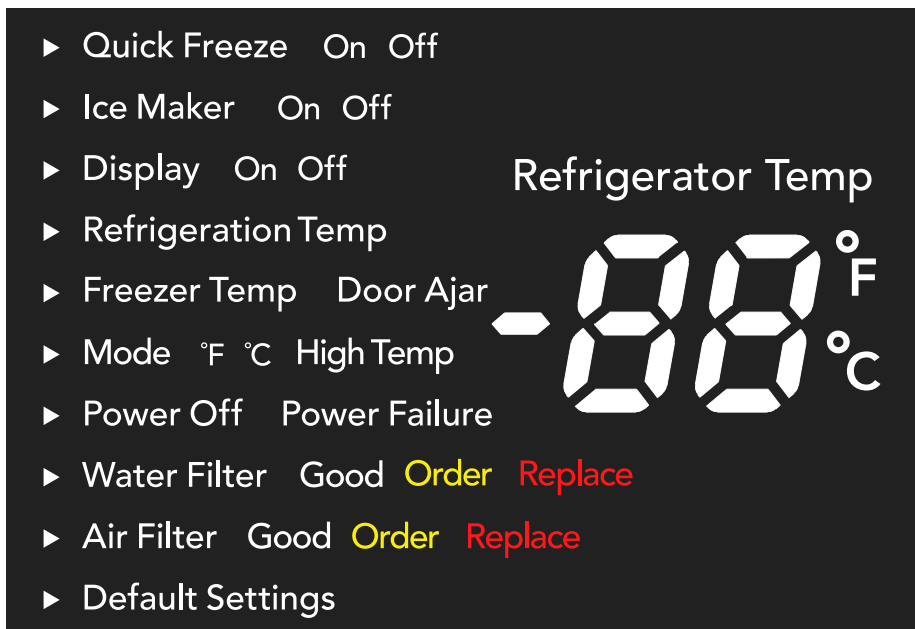 ▶ Quick Freeze On Off
▶ Ice Maker On Off
▶ Display On Off
Refrigerator Temp
▶ Refrigeration Temp
▶ Freezer Temp Door Ajar
-88 °F °C
▶ Mode °F °C High Temp
▶ Power Off Power Failure
▶ Water Filter Good Order Replace
▶ Air Filter Good Order Replace
▶ Default Settings